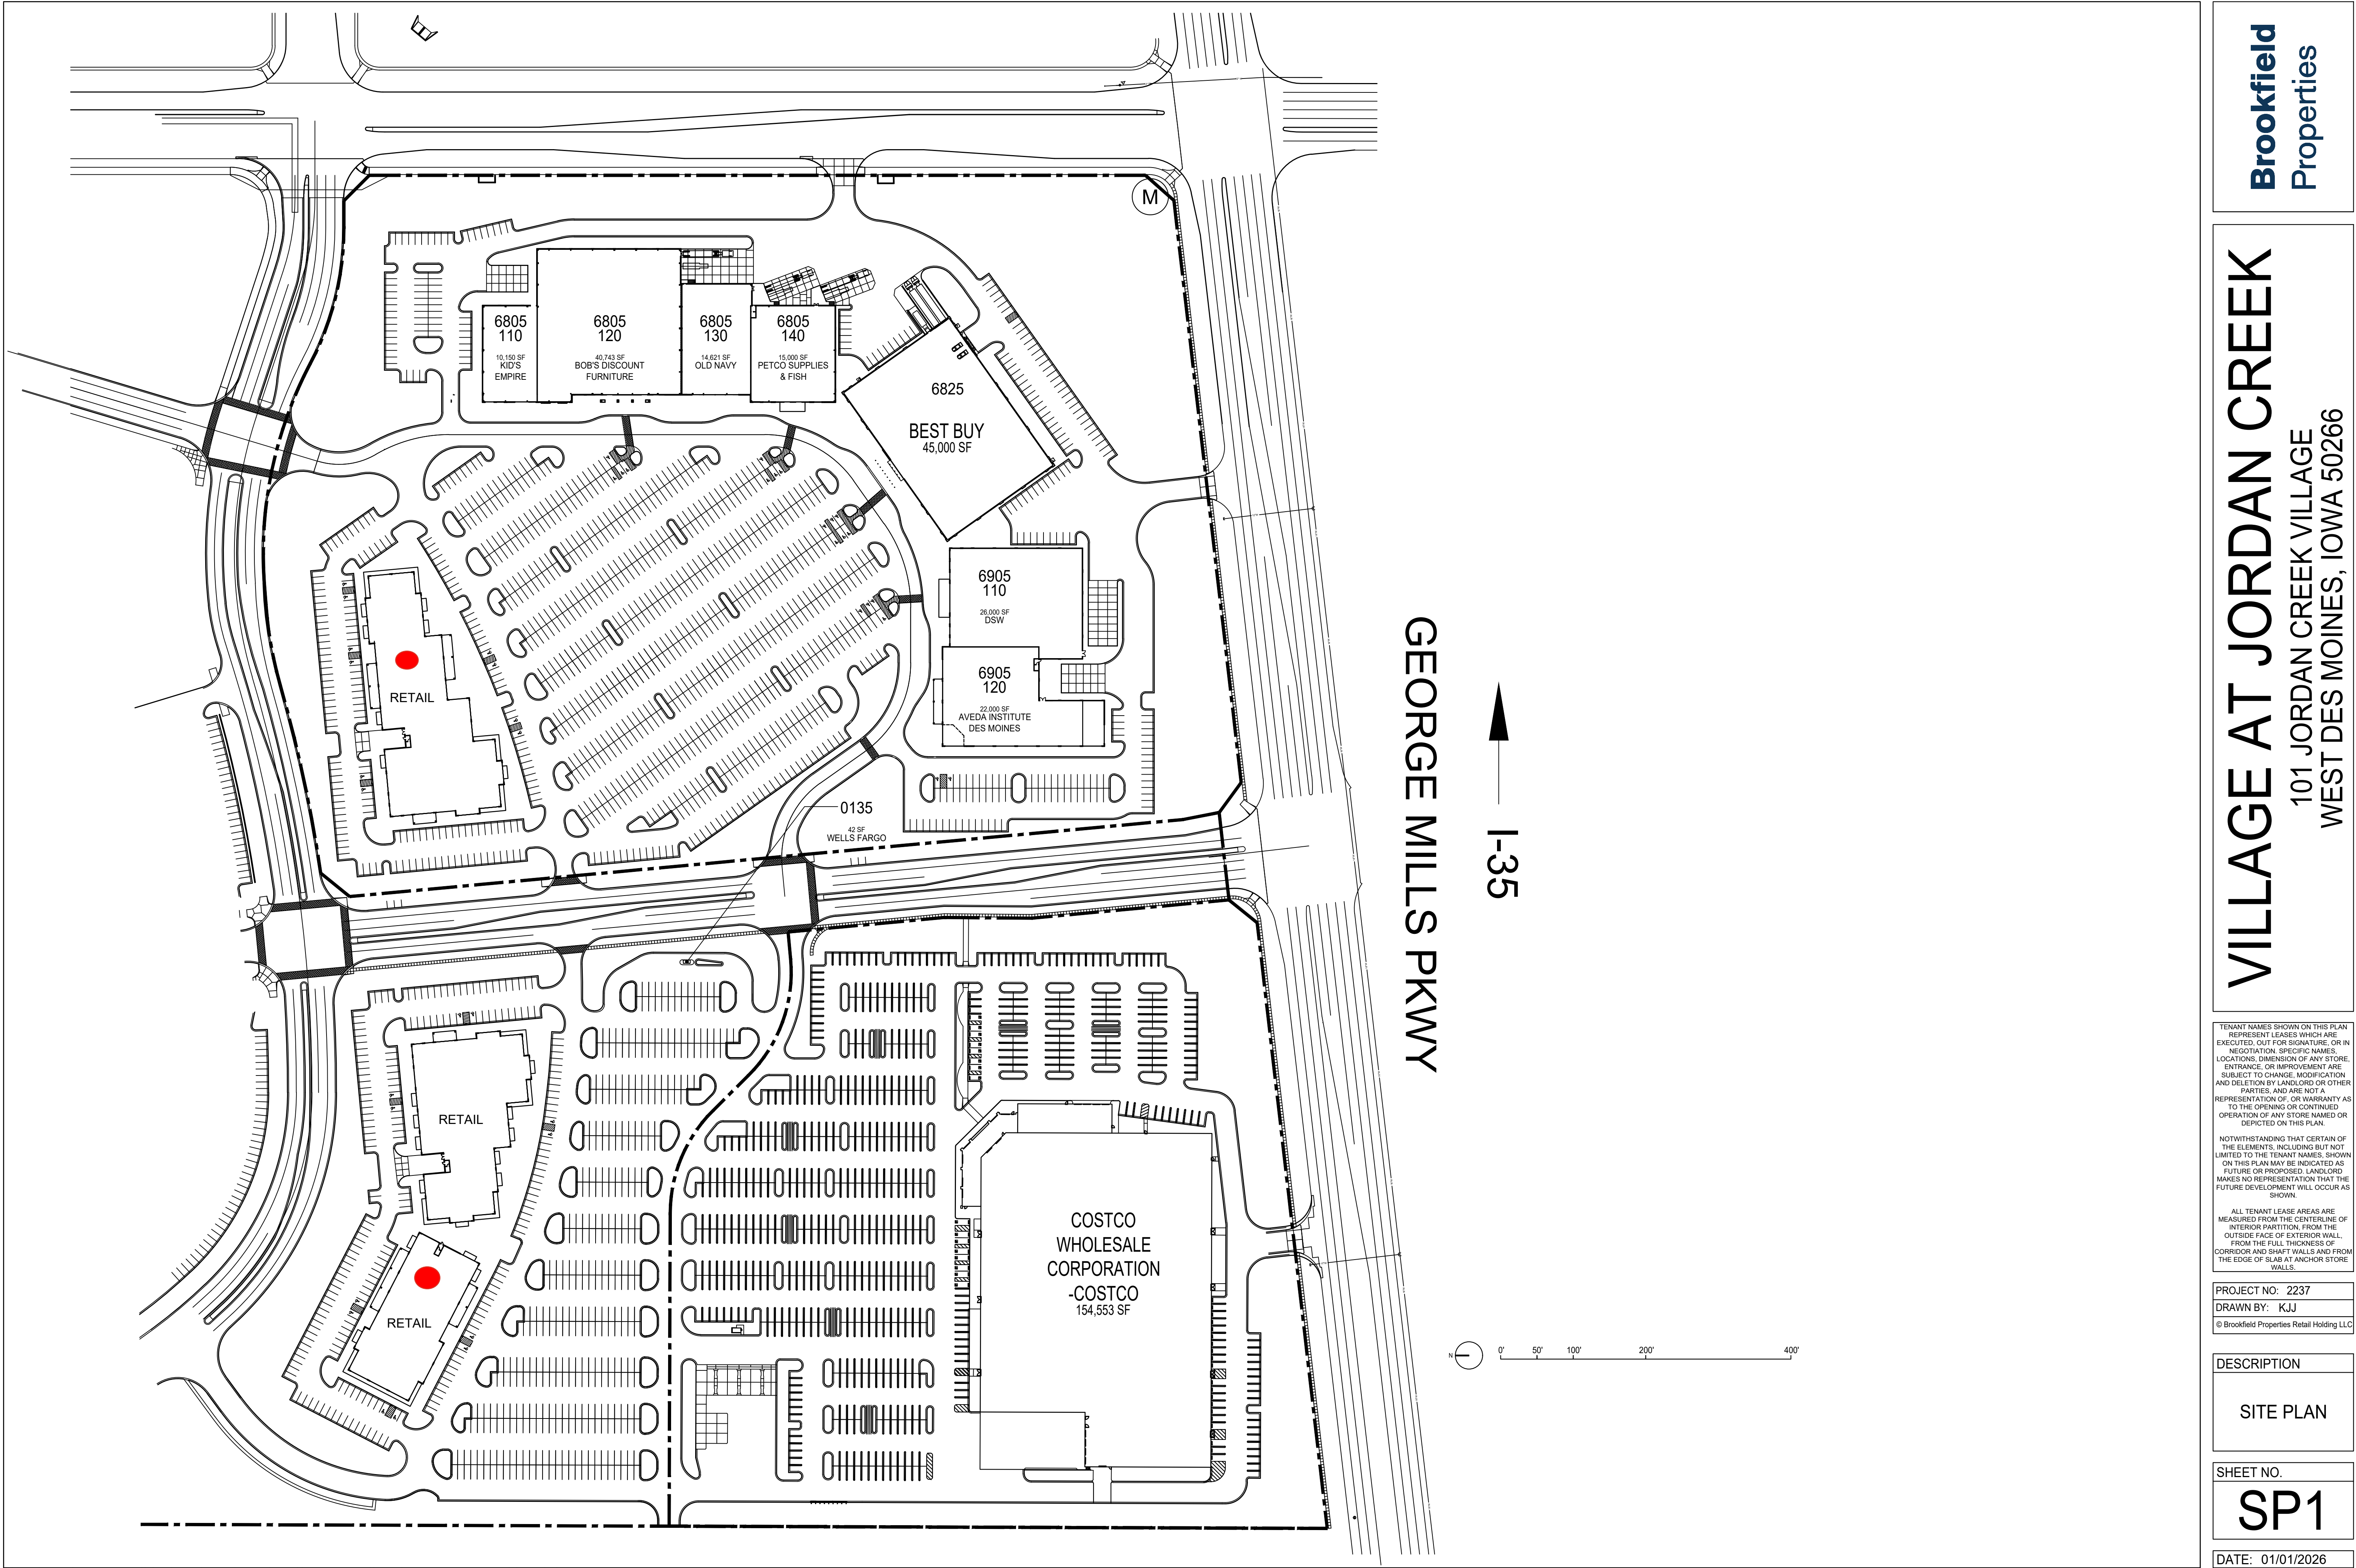 M
6805
110
10,150 SF
KID'S
EMPIRE
6805
120
40,743 SF
BOB'S DISCOUNT
FURNITURE
6805
130
14,621 SF
OLD NAVY
6805
140
15,000 SF
PETCO SUPPLIES
& FISH
6825
BEST BUY
45,000 SF
6905
110
26,000 SF
DSW
6905
120
22,000 SF
AVEDA INSTITUTE
DES MOINES
RETAIL
0135
42 SF
WELLS FARGO
RETAIL
RETAIL
COSTCO
WHOLESALE
CORPORATION
-COSTCO
154,553 SF
GEORGE MILLS PKWY
I-35
N
0' 50' 100' 200' 400'
Brookfield
Properties
VILLAGE AT JORDAN CREEK
101 JORDAN CREEK VILLAGE
WEST DES MOINES, IOWA 50266
TENANT NAMES SHOWN ON THIS PLAN
REPRESENT LEASES WHICH ARE
EXECUTED, OUT FOR SIGNATURE, OR IN
NEGOTIATION. SPECIFIC NAMES,
LOCATIONS, DIMENSION OF ANY STORE,
ENTRANCE, OR IMPROVEMENT ARE
SUBJECT TO CHANGE, MODIFICATION
AND DELETION BY LANDLORD OR OTHER
PARTIES, AND ARE NOT A
REPRESENTATION OF, OR WARRANTY AS
TO THE OPENING OR CONTINUED
OPERATION OF ANY STORE NAMED OR
DEPICTED ON THIS PLAN.
NOTWITHSTANDING THAT CERTAIN OF
THE ELEMENTS, INCLUDING BUT NOT
LIMITED TO THE TENANT NAMES, SHOWN
ON THIS PLAN MAY BE INDICATED AS
FUTURE OR PROPOSED. LANDLORD
MAKES NO REPRESENTATION THAT THE
FUTURE DEVELOPMENT WILL OCCUR AS
SHOWN.
ALL TENANT LEASE AREAS ARE
MEASURED FROM THE CENTERLINE OF
INTERIOR PARTITION, FROM THE
OUTSIDE FACE OF EXTERIOR WALL,
FROM THE FULL THICKNESS OF
CORRIDOR AND SHAFT WALLS AND FROM
THE EDGE OF SLAB AT ANCHOR STORE
WALLS.
PROJECT NO: 2237
DRAWN BY: KJJ
© Brookfield Properties Retail Holding LLC
DESCRIPTION
SITE PLAN
SHEET NO.
SP1
DATE: 01/01/2026